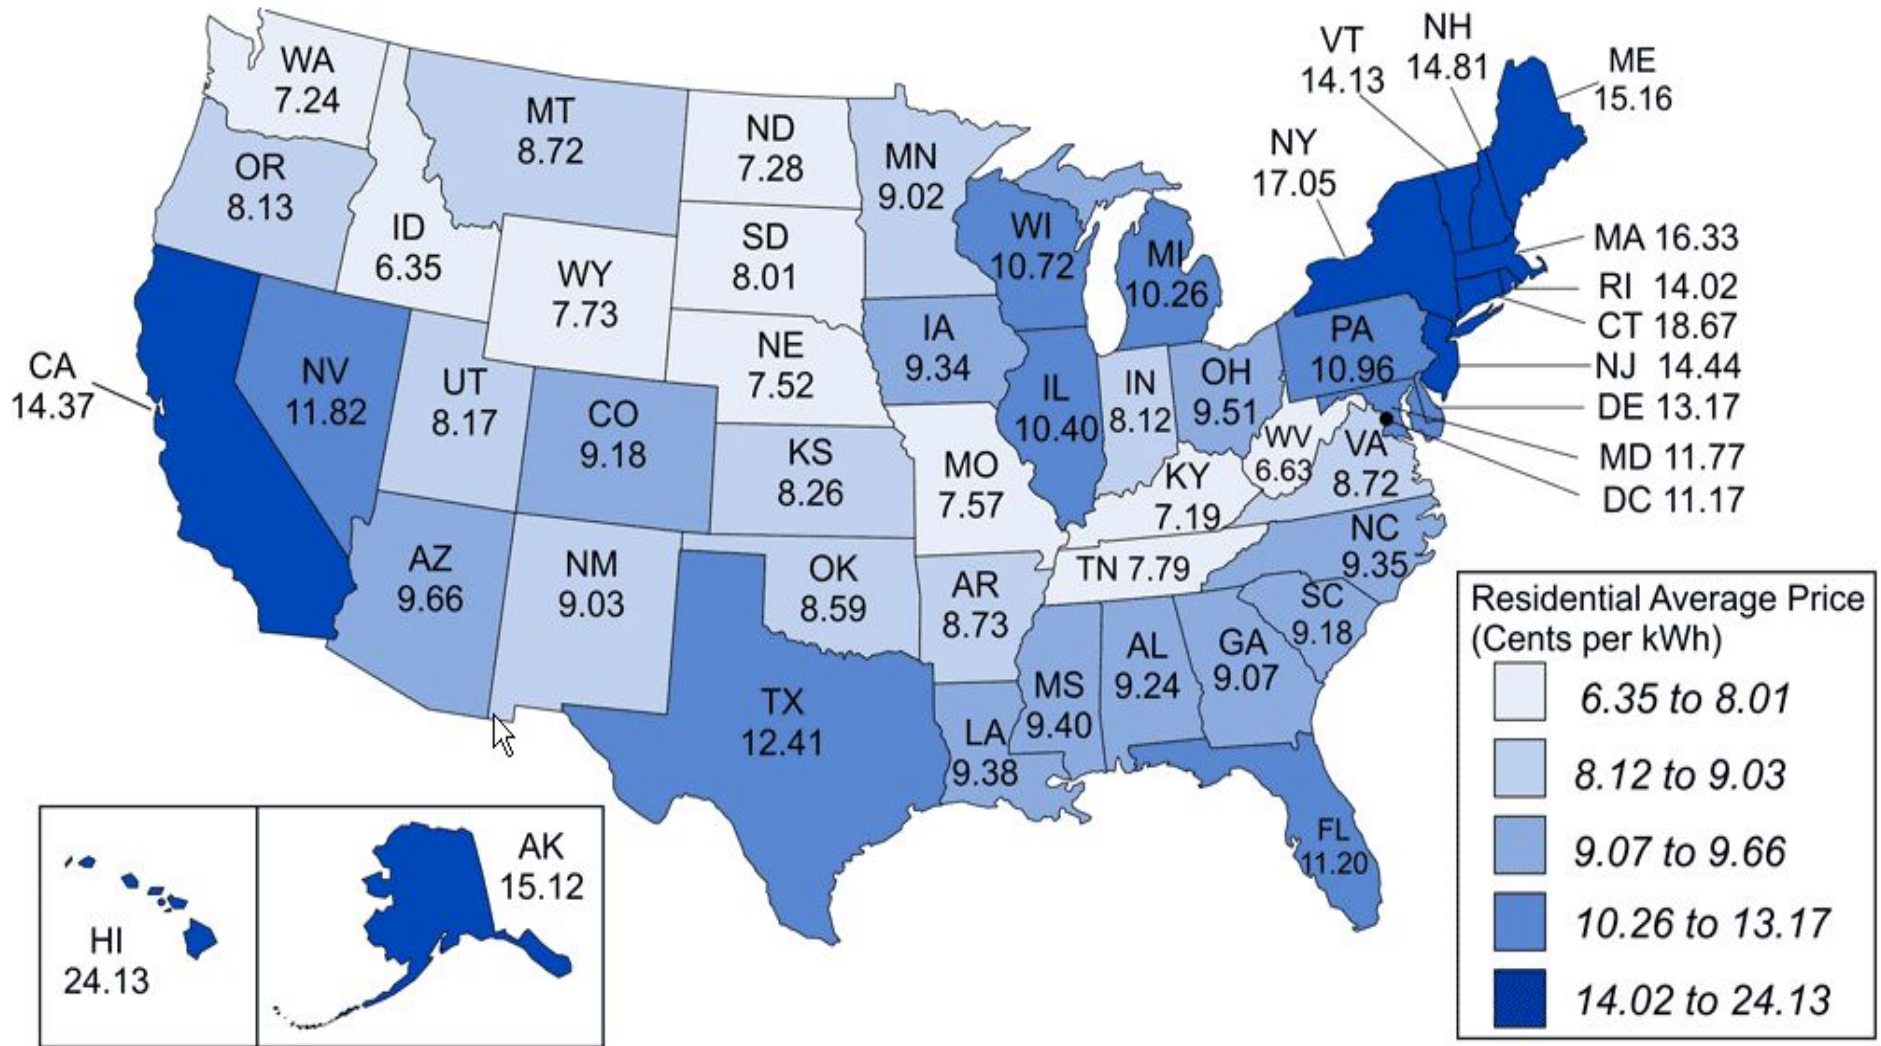 WA
7.24
MT
8.72
ND
7.28
MN
9.02
VT
14.13
NH
14.81
ME
15.16
NY
17.05
OR
8.13
ID
6.35
WY
7.73
SD
8.01
WI
10.72
MI
10.26
MA 16.33
RI 14.02
CT 18.67
NJ 14.44
DE 13.17
MD 11.77
DC 11.17
CA
14.37
NV
11.82
UT
8.17
CO
9.18
NE
7.52
IA
9.34
IL
10.40
IN
8.12
OH
9.51
PA
10.96
KS
8.26
MO
7.57
KY
7.19
WV
6.63
VA
8.72
AZ
9.66
NM
9.03
OK
8.59
AR
8.73
TN 7.79
NC
9.35
SC
9.18
TX
12.41
LA
9.38
MS
9.40
AL
9.24
GA
9.07
FL
11.20
HI
24.13
AK
15.12
Residential Average Price
(Cents per kWh)
6.35 to 8.01
8.12 to 9.03
9.07 to 9.66
10.26 to 13.17
14.02 to 24.13